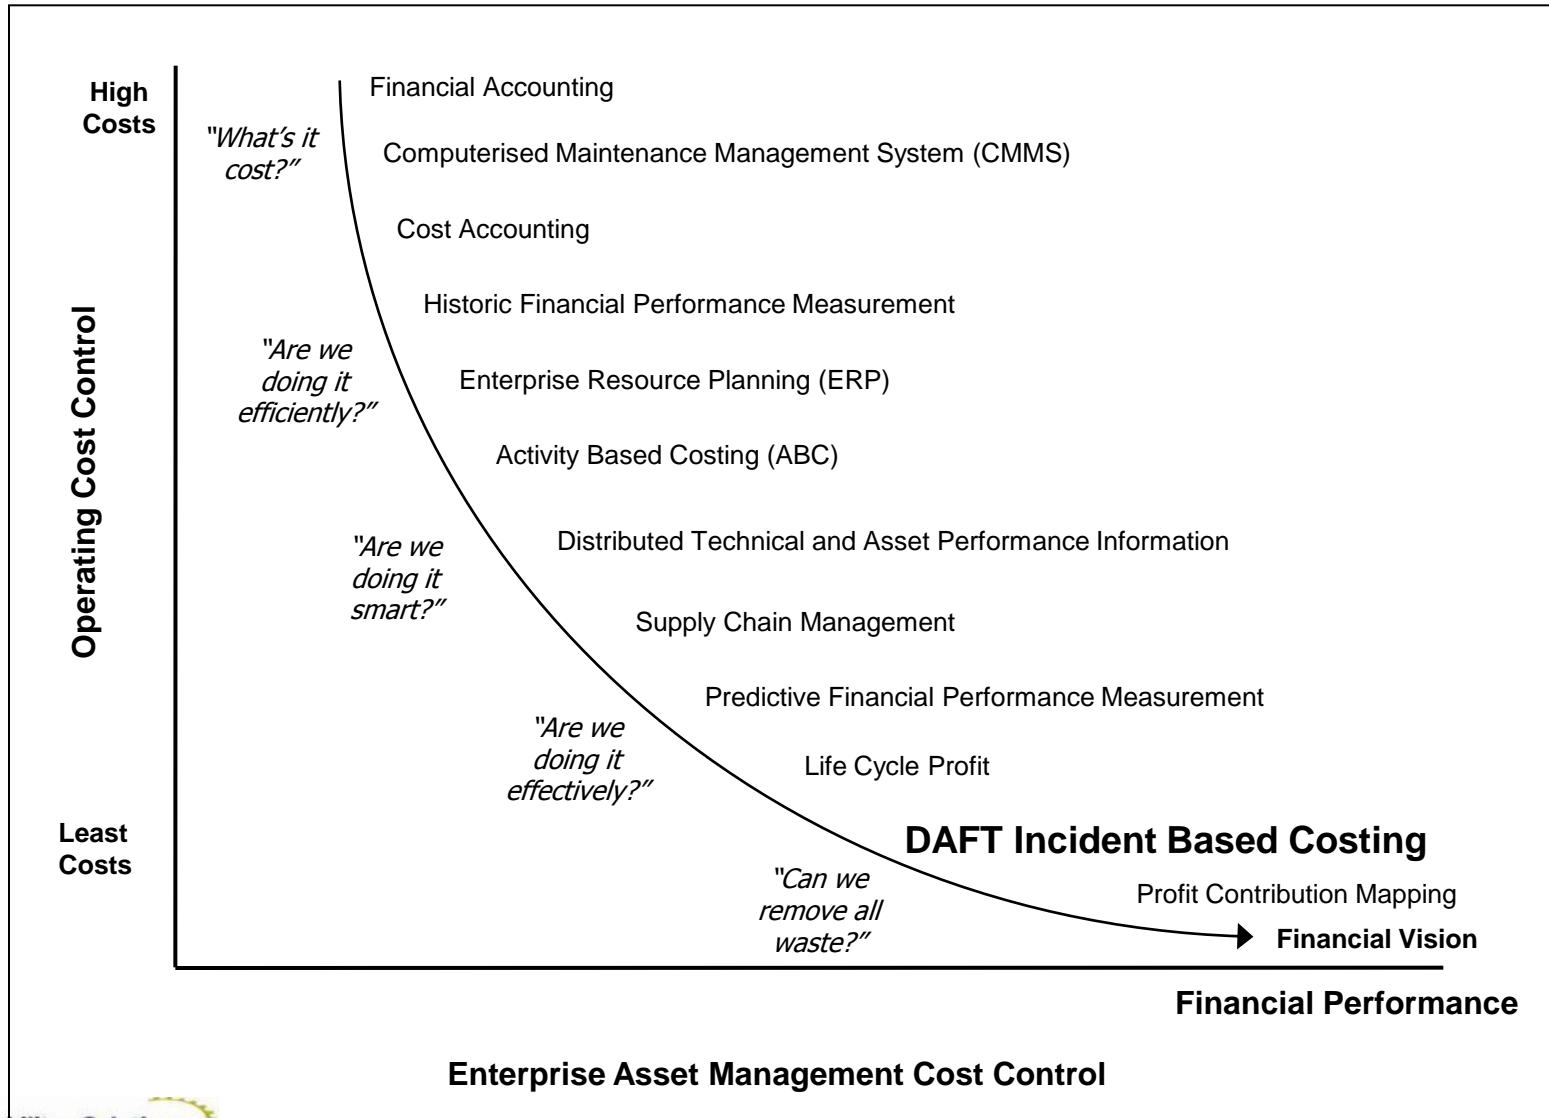 High
Costs
Financial Accounting
"What's it
cost?"
Computerised Maintenance Management System (CMMS)
Cost Accounting
Historic Financial Performance Measurement
"Are we
doing it
efficiently?"
Enterprise Resource Planning (ERP)
Activity Based Costing (ABC)
Operating Cost Control
"Are we
doing it
smart?"
Distributed Technical and Asset Performance Information
Supply Chain Management
Predictive Financial Performance Measurement
"Are we
doing it
effectively?"
Life Cycle Profit
Least
Costs
DAFT Incident Based Costing
"Can we
remove all
waste?"
Profit Contribution Mapping
Financial Vision
Financial Performance
Enterprise Asset Management Cost Control